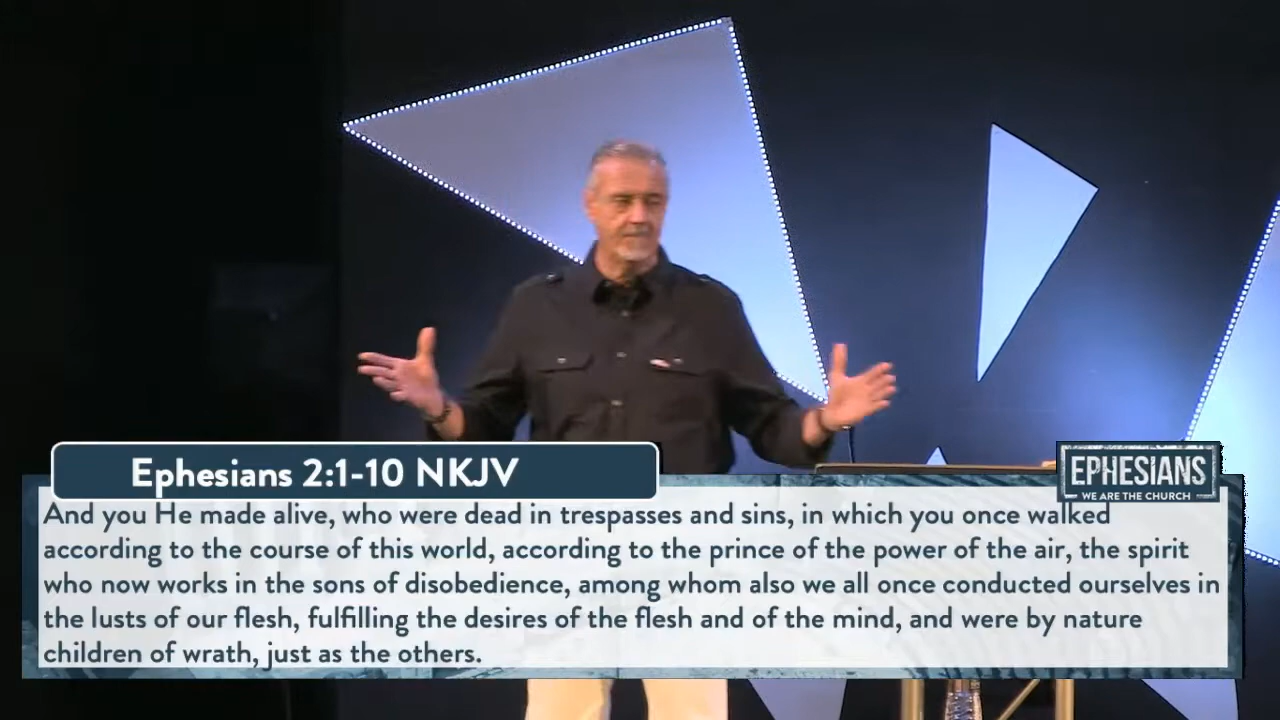 Ephesians 2:1-10 NKJV
EPHESIANS
WE ARE THE CHURCH
And you He made alive, who were dead in trespasses and sins, in which you once walked
according to the course of this world, according to the prince of the power of the air, the spirit
who now works in the sons of disobedience, among whom also we all once conducted ourselves in
the lusts of our flesh, fulfilling the desires of the flesh and of the mind, and were by nature
children of wrath, just as the others.